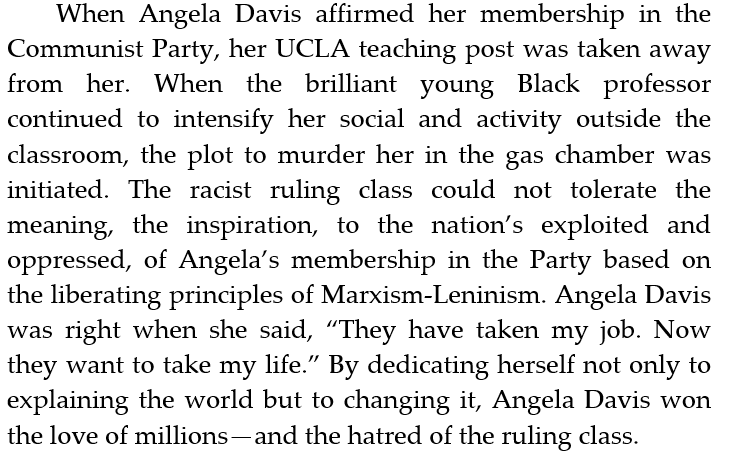 When Angela Davis affirmed her membership in the
Communist Party, her UCLA teaching post was taken away
from her. When the brilliant young Black professor
continued to intensify her social and activity outside the
classroom, the plot to murder her in the gas chamber was
initiated. The racist ruling class could not tolerate the
meaning, the inspiration, to the nation’s exploited and
oppressed, of Angela’s membership in the Party based on
the liberating principles of Marxism-Leninism. Angela Davis
was right when she said, “They have taken my job. Now
they want to take my life.” By dedicating herself not only to
explaining the world but to changing it, Angela Davis won
the love of millions—and the hatred of the ruling class.